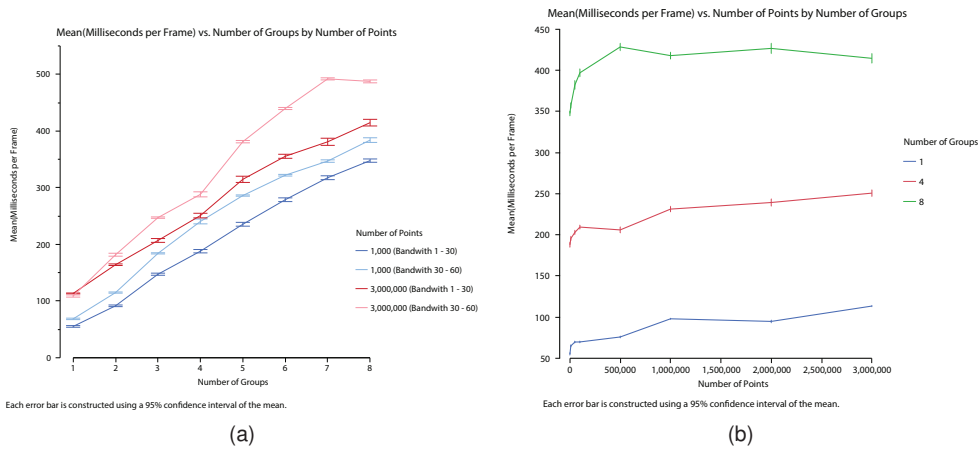 Mean(Milliseconds per Frame) vs. Number of Groups by Number of Points
Mean(Milliseconds per Frame)
500
400
300
200
100
0
1 2 3 4 5 6 7 8
Number of Groups
Number of Points
1,000 (Bandwith 1 - 30)
1,000 (Bandwith 30 - 60)
3,000,000 (Bandwith 1 - 30)
3,000,000 (Bandwith 30 - 60)
Each error bar is constructed using a 95% confidence interval of the mean.
(a)
Mean(Milliseconds per Frame) vs. Number of Points by Number of Groups
Mean(Milliseconds per Frame)
450
400
350
300
250
200
150
100
50
0 500,000 1,000,000 1,500,000 2,000,000 2,500,000 3,000,000
Number of Points
Number of Groups
1
4
8
Each error bar is constructed using a 95% confidence interval of the mean.
(b)